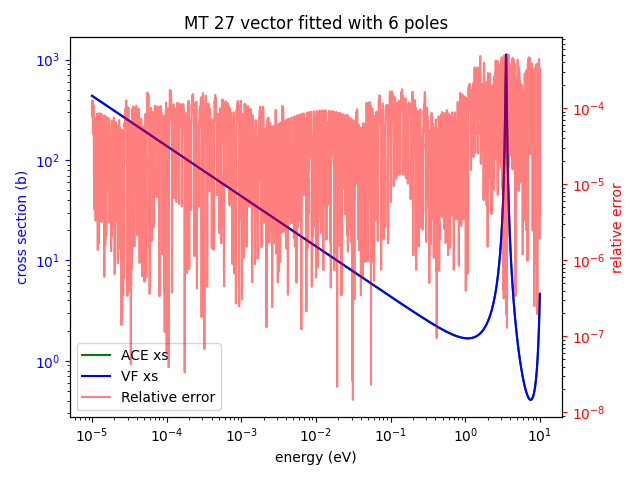 MT 27 vector fitted with 6 poles
cross section (b)
10³
10²
10¹
10⁰
10⁻⁴
10⁻⁵
10⁻⁶
10⁻⁷
10⁻⁸
relative error
ACE xs
VF xs
Relative error
10⁻⁵ 10⁻⁴ 10⁻³ 10⁻² 10⁻¹ 10⁰ 10¹
energy (eV)